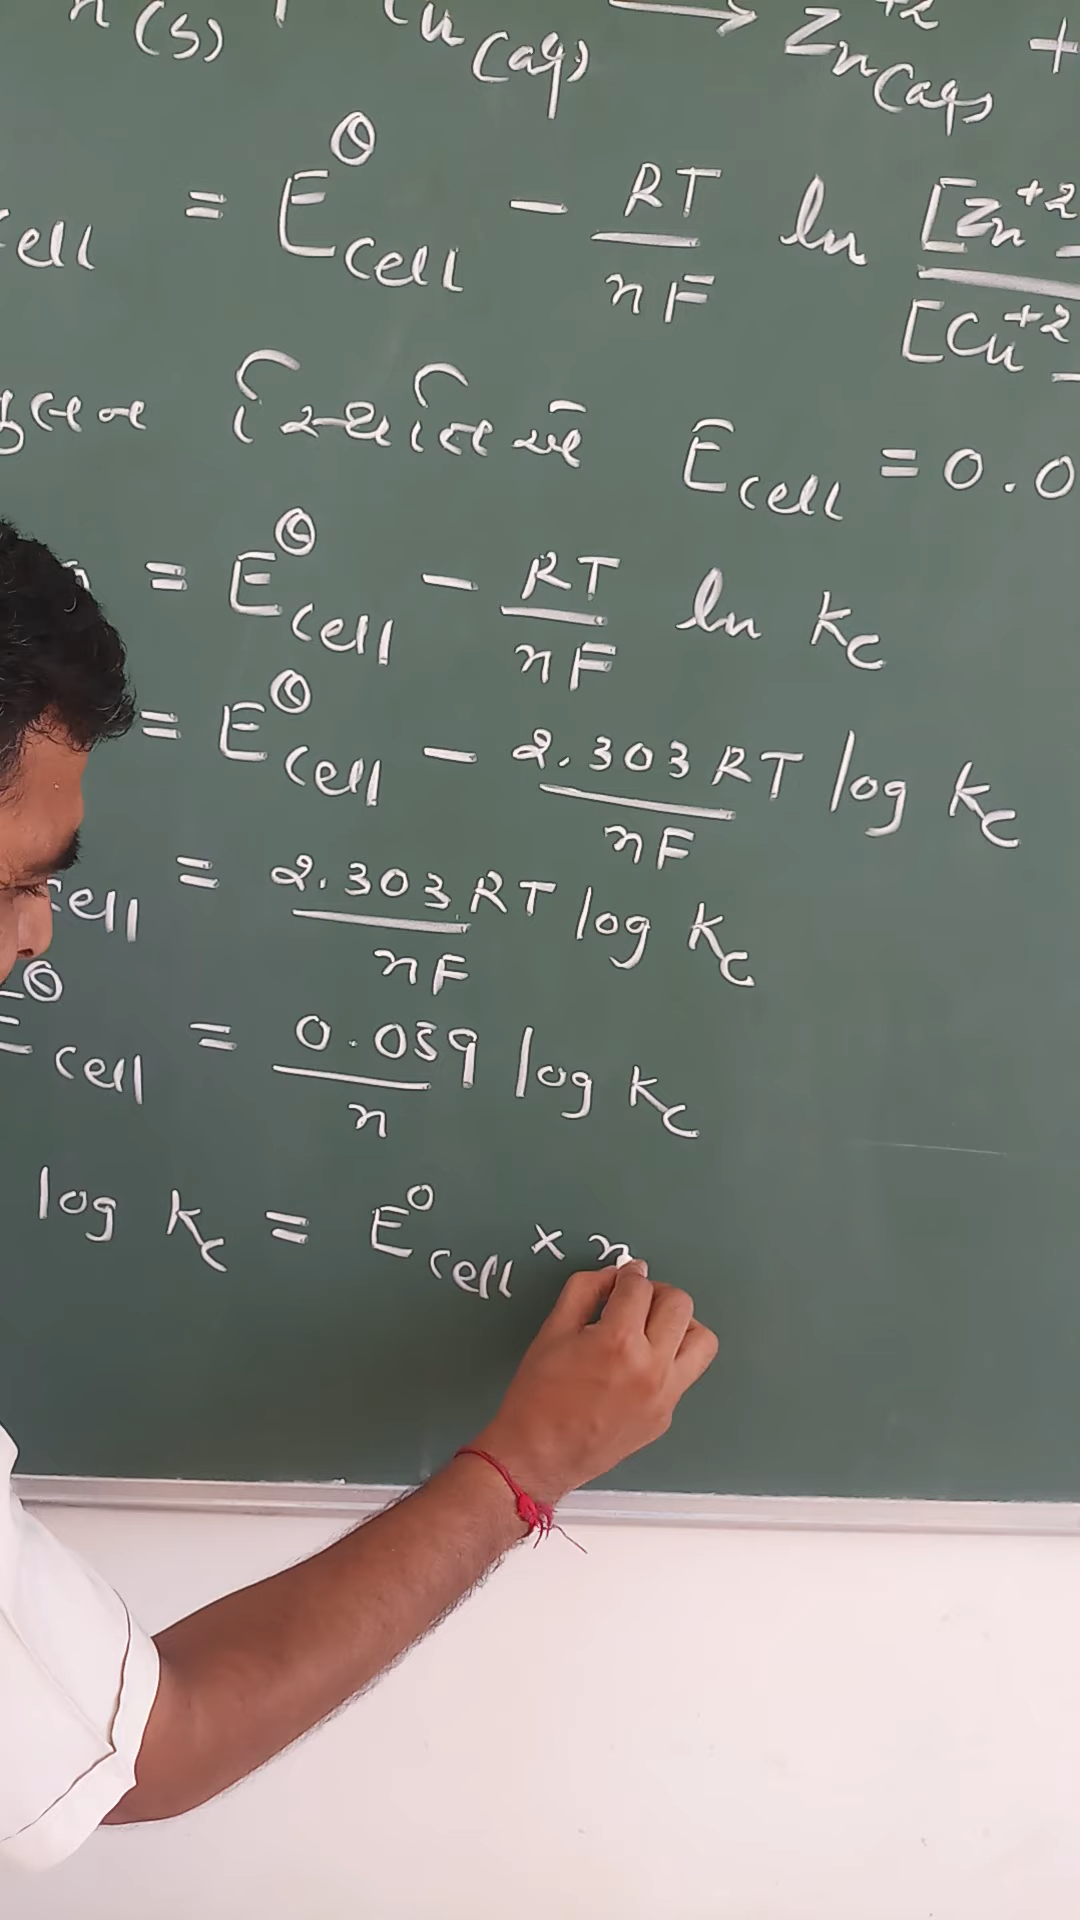 n(s) + Cu(aq) → Zn+2(aq) +
cell = E⊖cell − RT/nF ln [Zn+2]/[Cu+2]
Ecell = 0.0
= E⊖cell − RT/nF ln Kc
= E⊖cell − 2.303RT/nF log Kc
cell = 2.303RT/nF log Kc
E⊖cell = 0.059/n log Kc
log Kc = E°cell × n